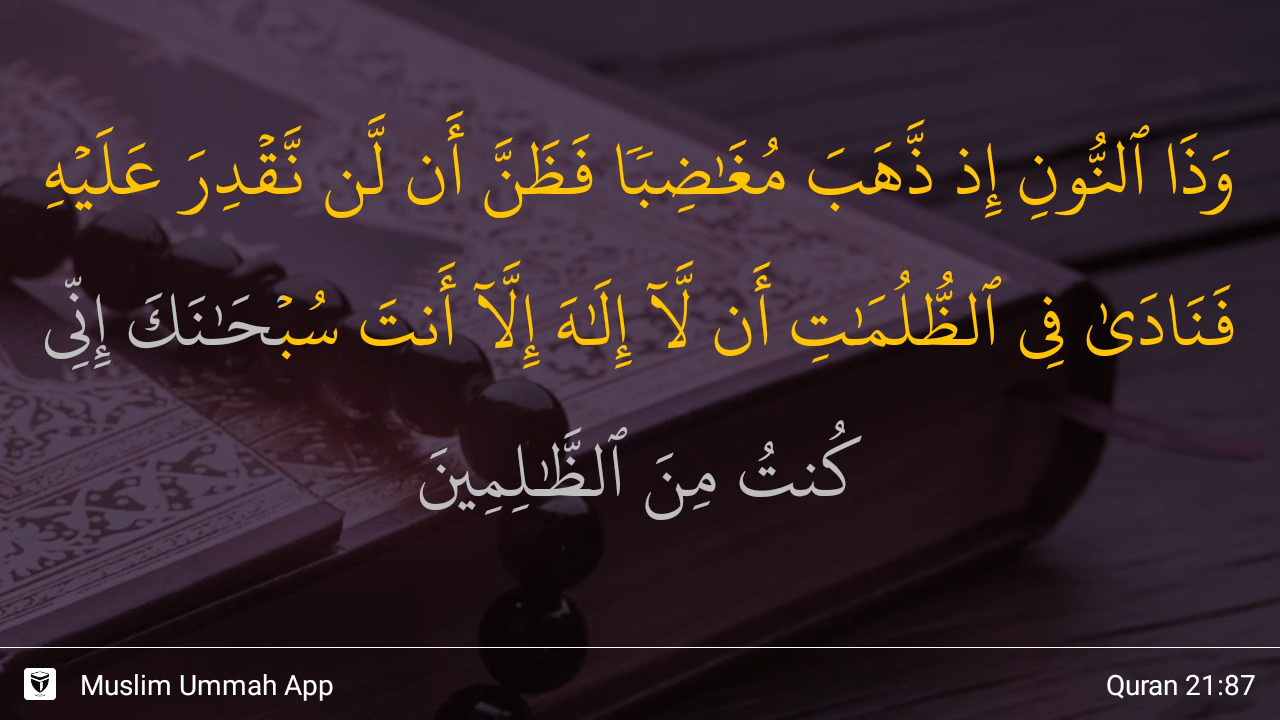 وَذَا ٱلنُّونِ إِذ ذَّهَبَ مُغَـٰضِبًا فَظَنَّ أَن لَّن نَّقۡدِرَ عَلَيۡهِ
فَنَادَىٰ فِى ٱلظُّلُمَـٰتِ أَن لَّآ إِلَـٰهَ إِلَّآ أَنتَ سُبۡحَـٰنَكَ إِنِّى
كُنتُ مِنَ ٱلظَّـٰلِمِينَ
Muslim Ummah App
Quran 21:87